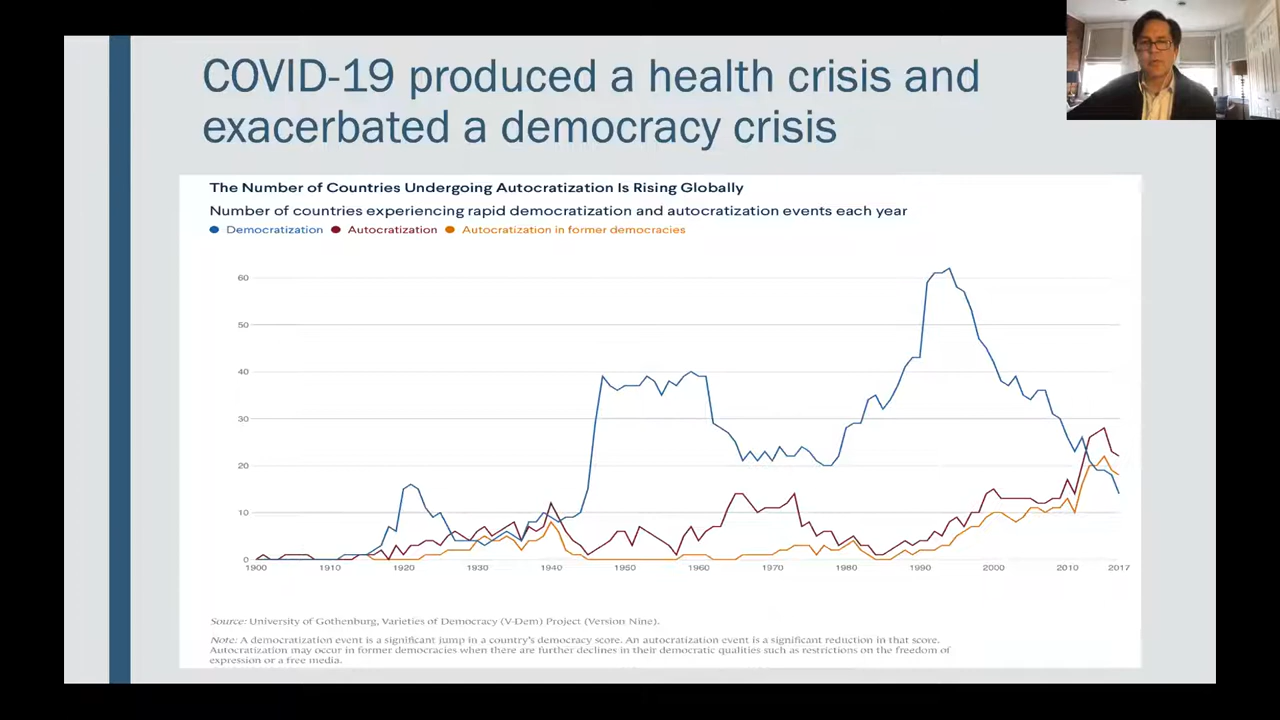 COVID-19 produced a health crisis and
exacerbated a democracy crisis
The Number of Countries Undergoing Autocratization Is Rising Globally
Number of countries experiencing rapid democratization and autocratization events each year
Democratization Autocratization Autocratization in former democracies
60
50
40
30
20
10
0
1900 1910 1920 1930 1940 1950 1960 1970 1980 1990 2000 2010 2017
Source: University of Gothenburg, Varieties of Democracy (V-Dem) Project (Version Nine).
Note: A democratization event is a significant jump in a country's democracy score. An autocratization event is a significant reduction in that score.
Autocratization may occur in former democracies when there are further declines in their democratic qualities such as restrictions on the freedom of
expression or a free media.